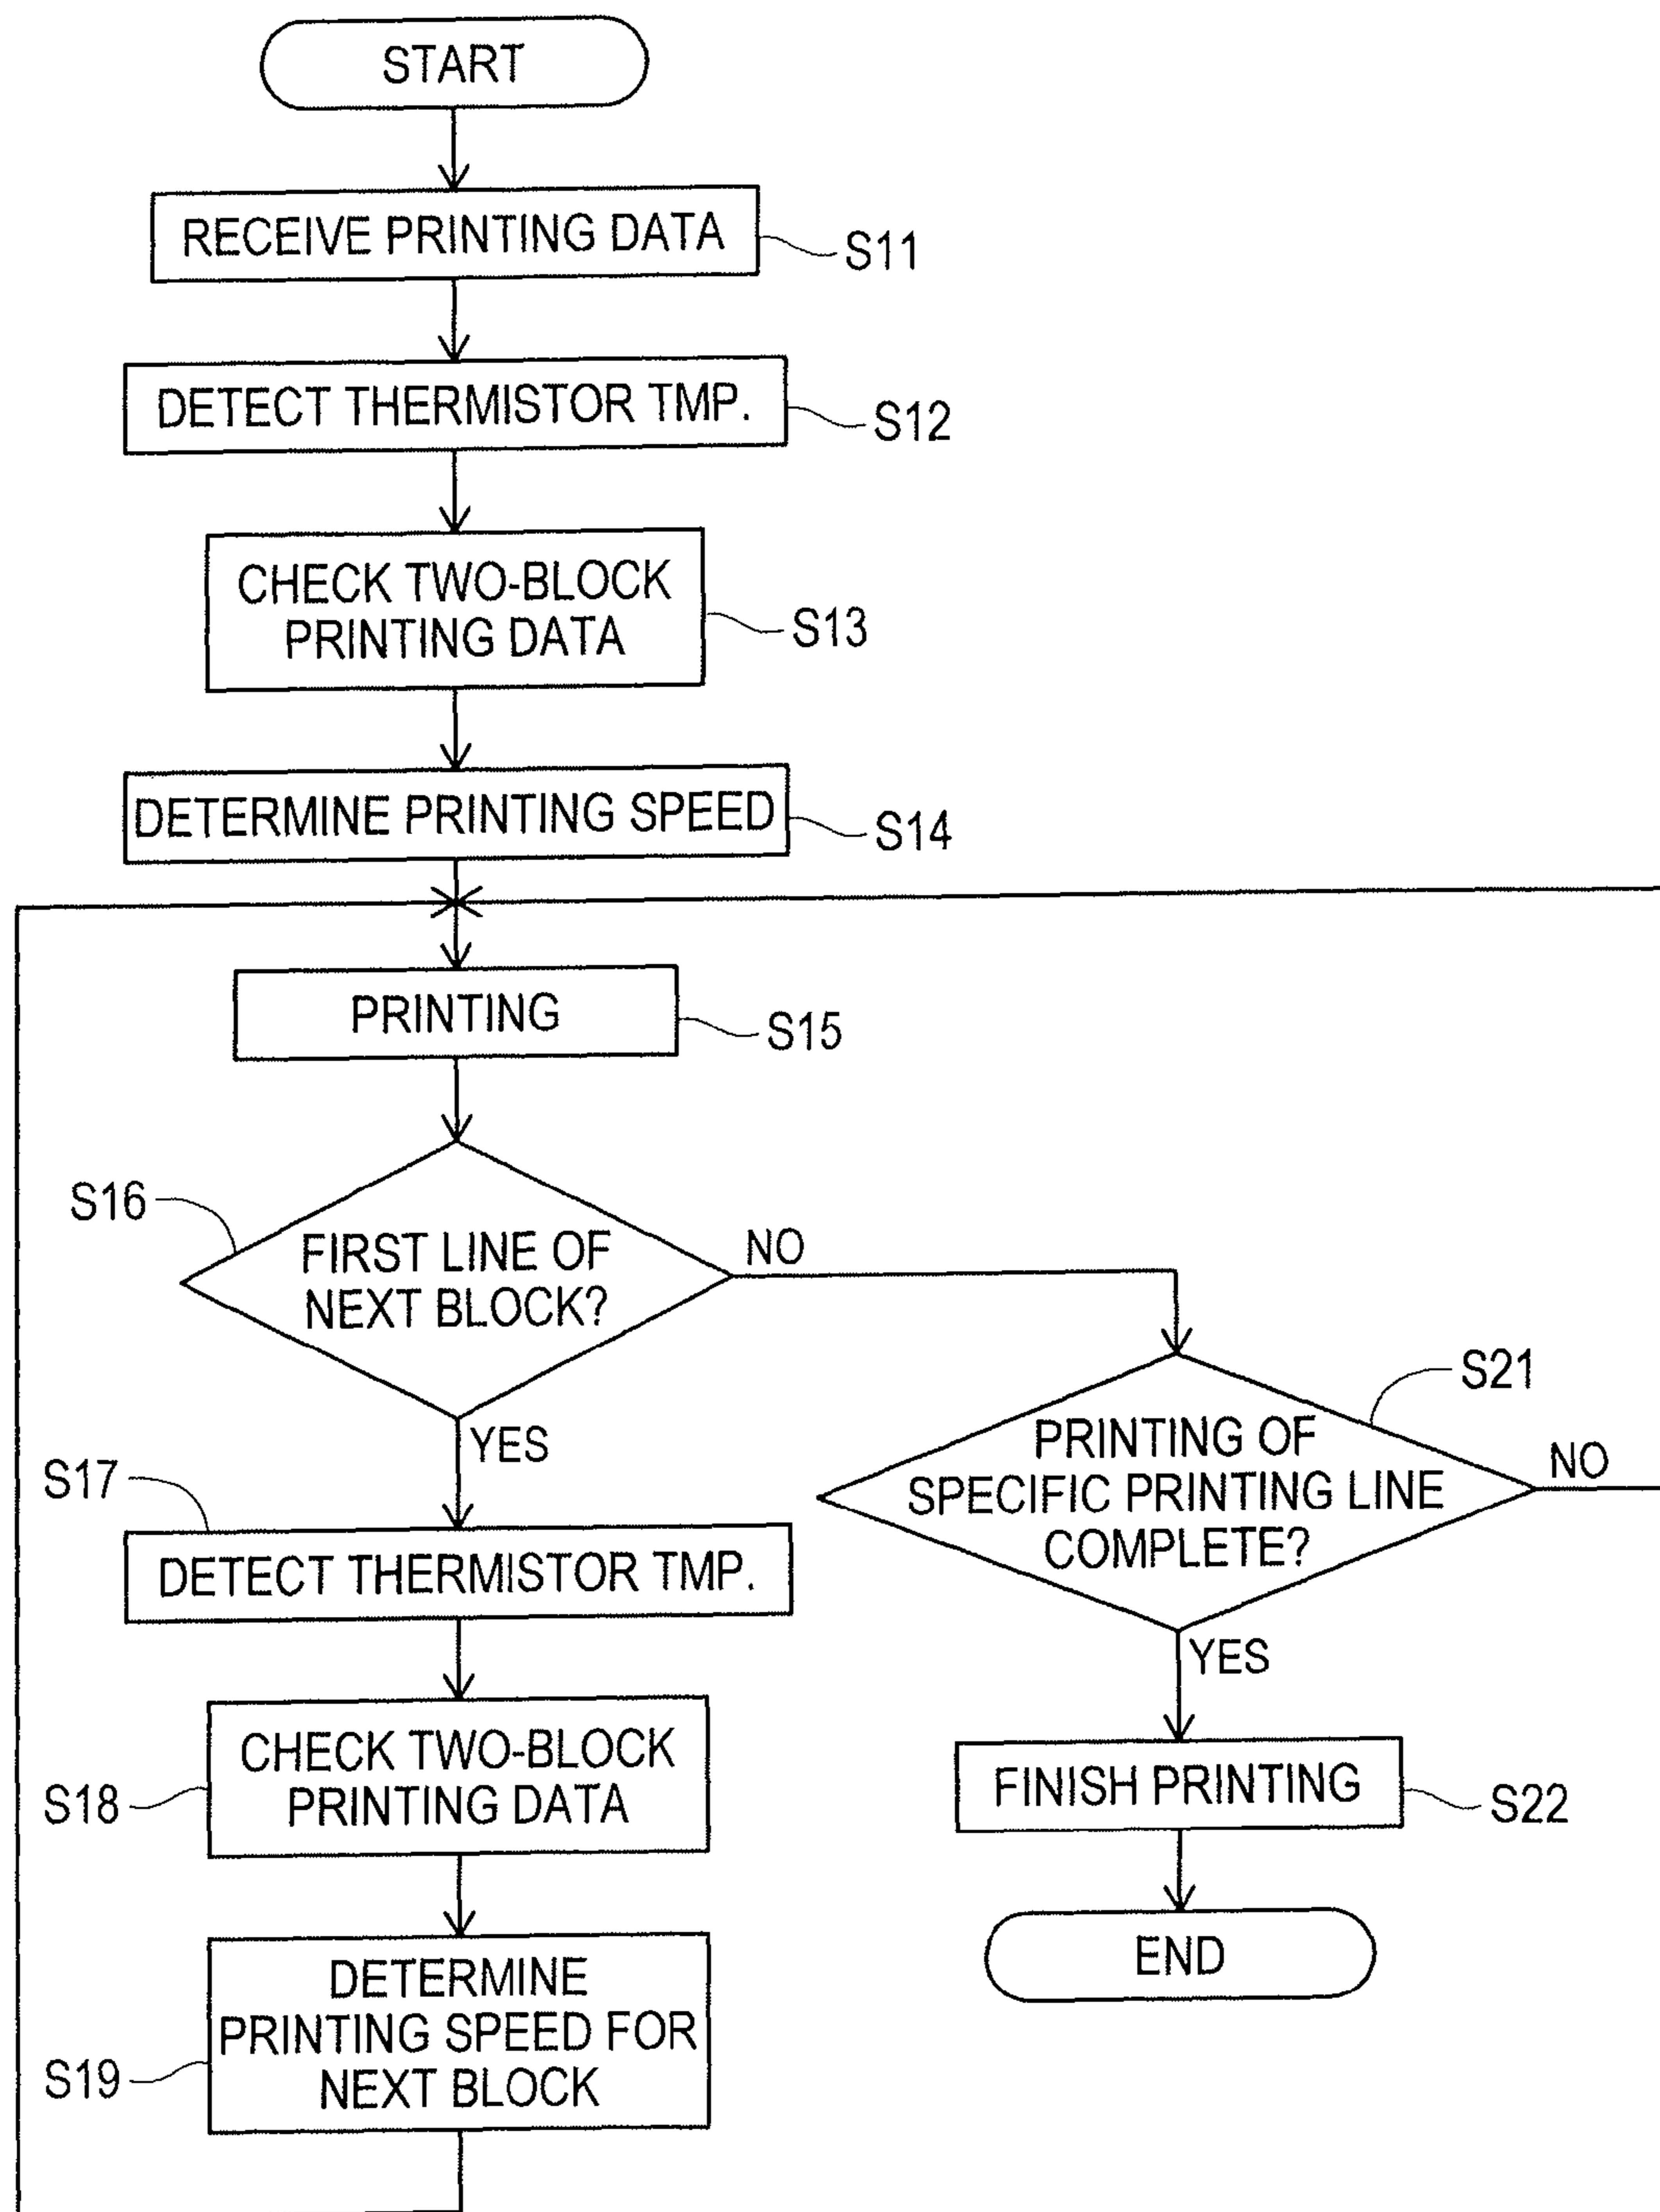 START
RECEIVE PRINTING DATA
S11
DETECT THERMISTOR TMP.
S12
CHECK TWO-BLOCK
PRINTING DATA
S13
DETERMINE PRINTING SPEED
S14
PRINTING
S15
S16
FIRST LINE OF
NEXT BLOCK?
NO
YES
S17
DETECT THERMISTOR TMP.
S18
CHECK TWO-BLOCK
PRINTING DATA
S19
DETERMINE
PRINTING SPEED FOR
NEXT BLOCK
S21
PRINTING OF
SPECIFIC PRINTING LINE
COMPLETE?
NO
YES
FINISH PRINTING
S22
END